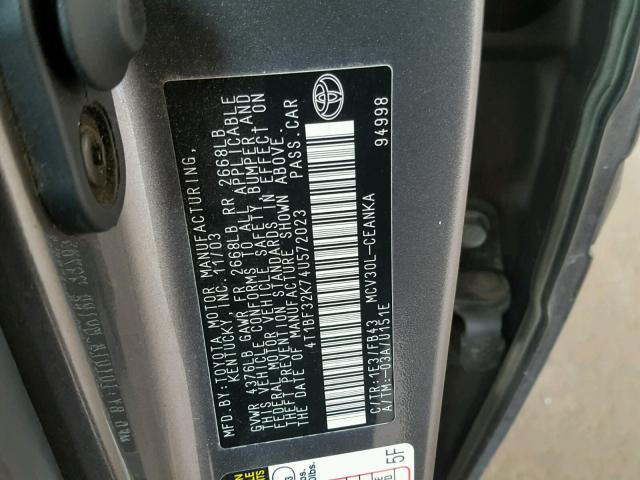 MFD.BY:TOYOTA MOTOR MANUFACTURING,
KENTUCKY, INC. 11/03
GVWR 4376LB GAWR FR 2668LB RR 2668LB
THIS VEHICLE CONFORMS TO ALL APPLICABLE
FEDERAL MOTOR VEHICLE SAFETY, BUMPER, AND
THEFT PREVENTION STANDARDS IN EFFECT ON
THE DATE OF MANUFACTURE SHOWN ABOVE.
4T1BF32K74U572023 PASS.CAR
C/TR:1E3/FB43 MCV30L-CEANKA
A/TM:-03A/U151E 94998
5F